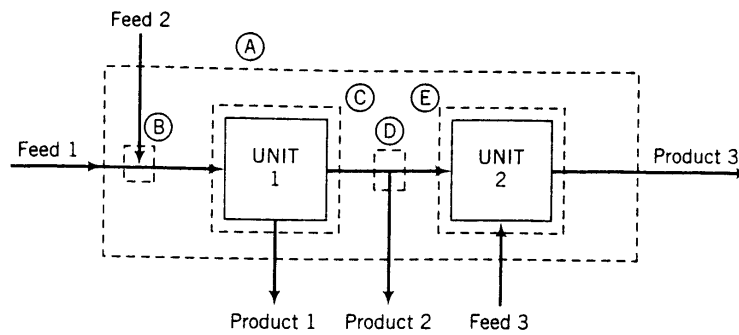 Feed 2
A
B
C
E
D
Feed 1
UNIT
1
UNIT
2
Product 3
Product 1
Product 2
Feed 3